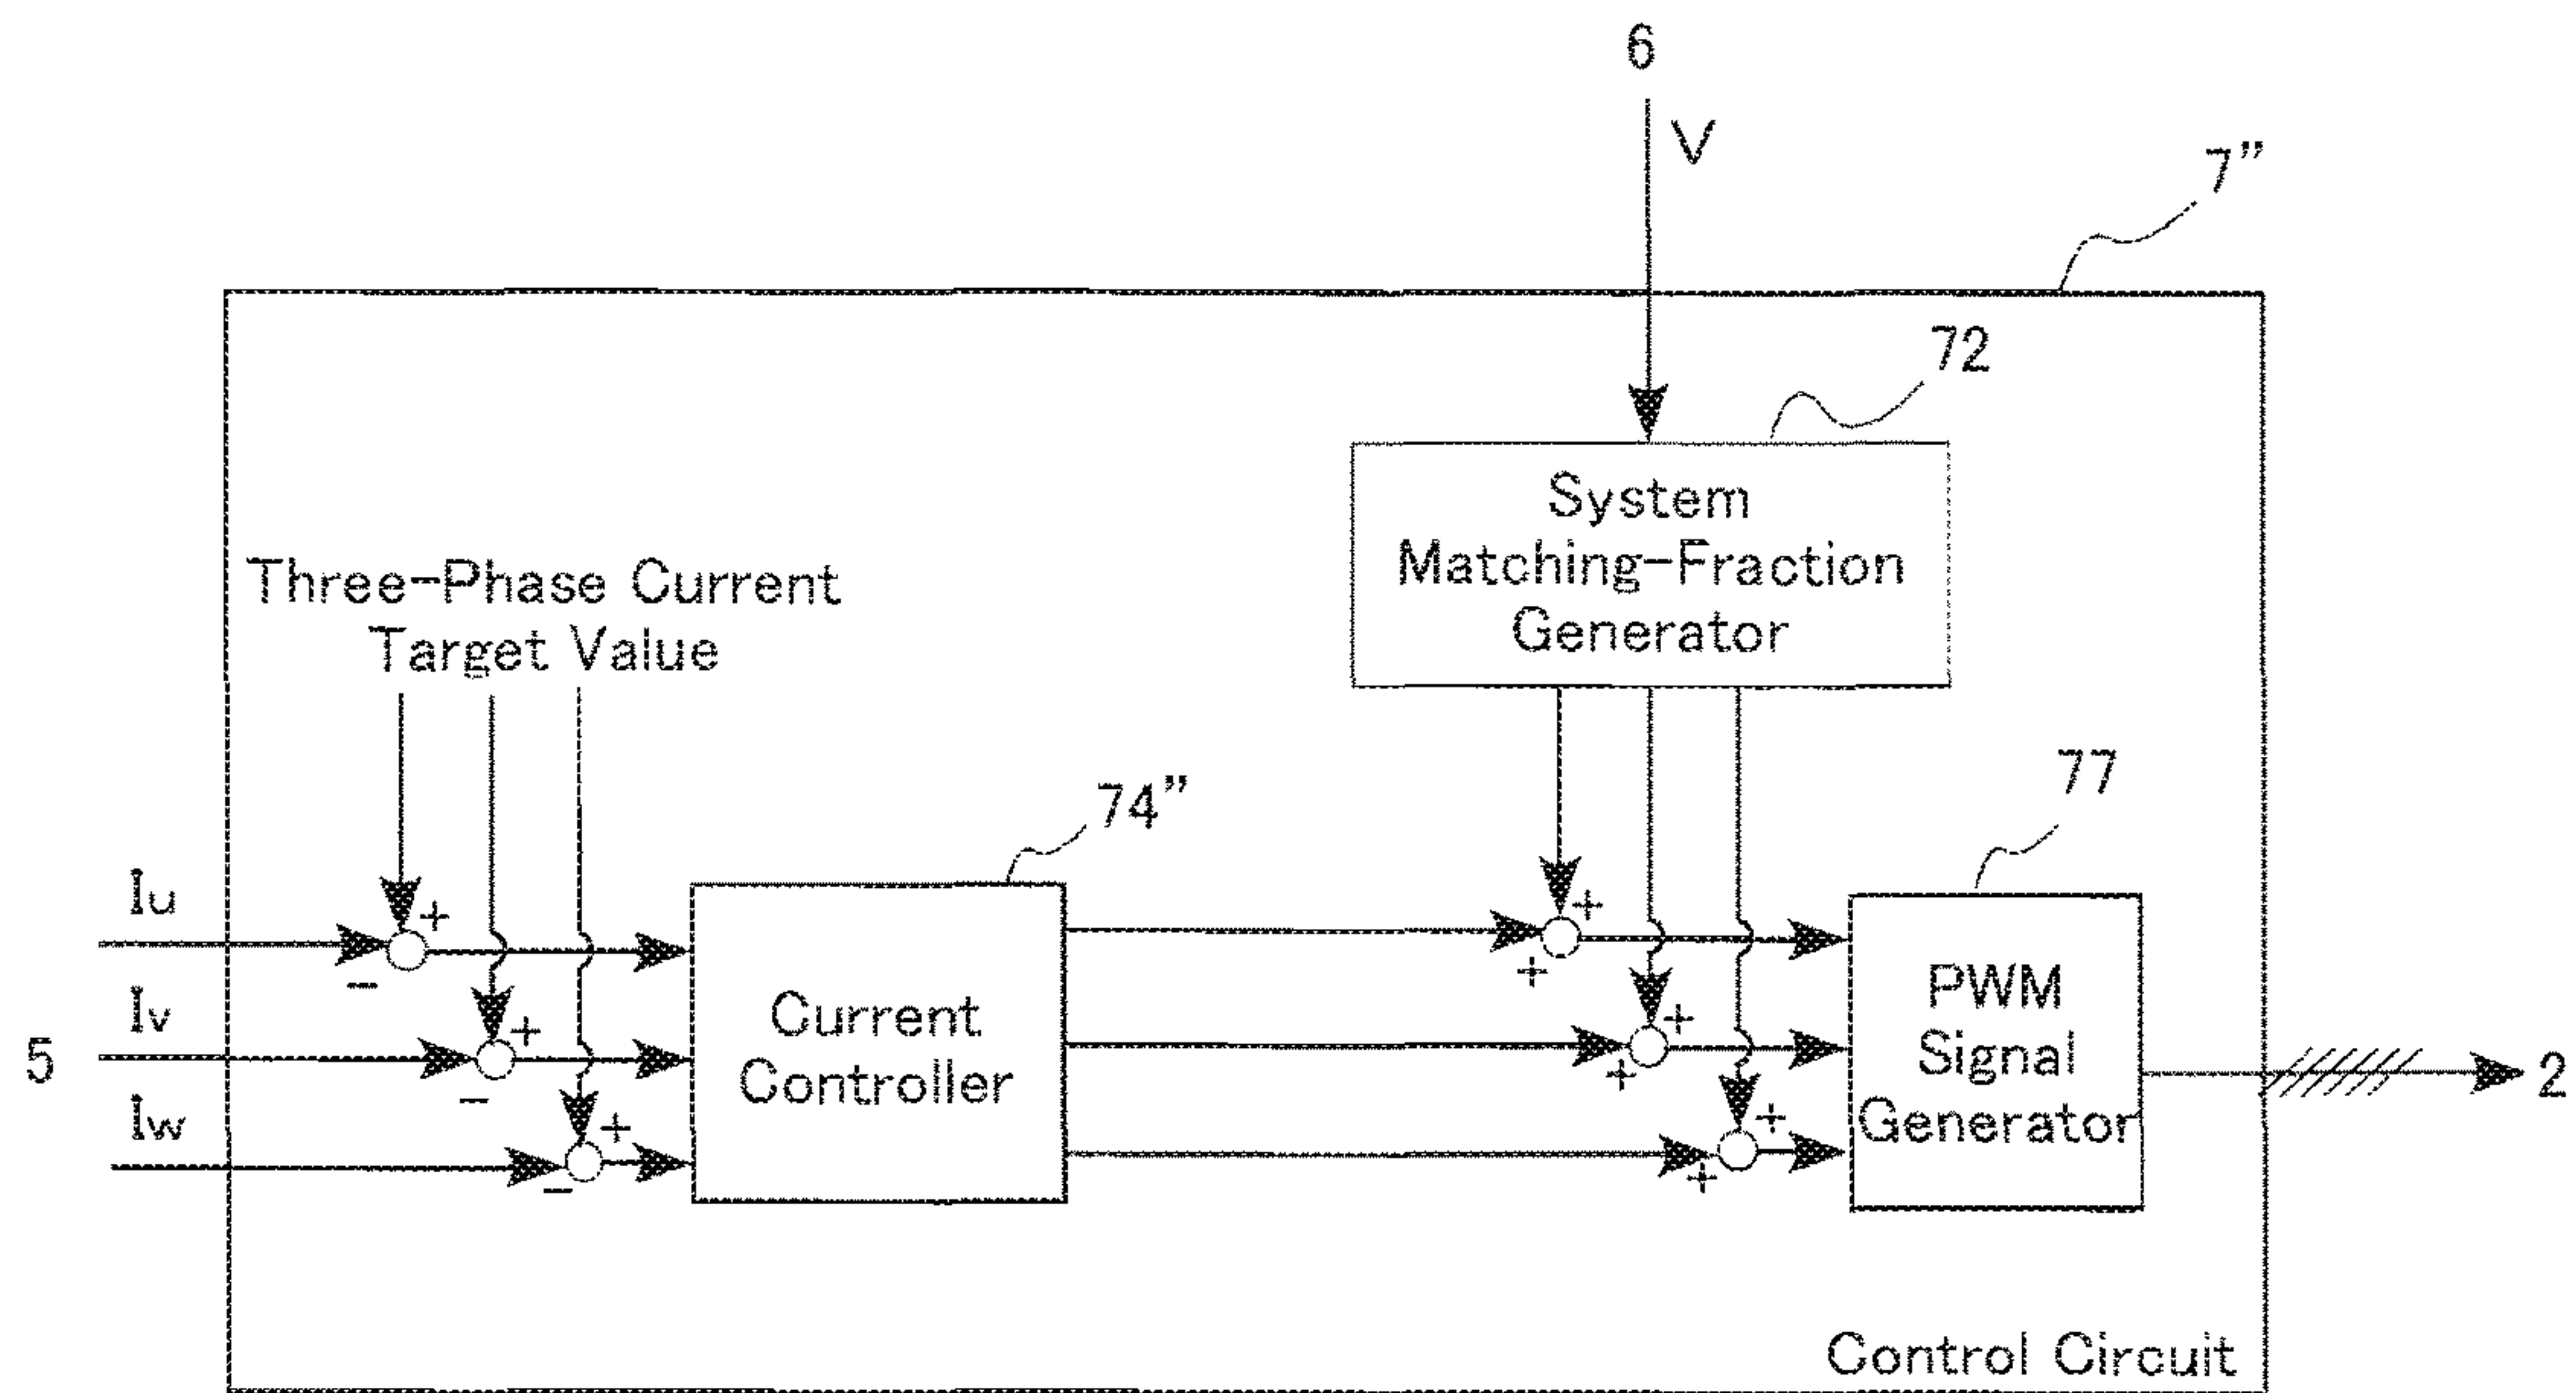 6
V
7”
72
System
Matching-Fraction
Generator
Three-Phase Current
Target Value
74”
77
Iu
+
−
+
+
Iv
+
−
+
+
5
Iw
+
−
+
+
Current
Controller
PWM
Signal
Generator
2
Control Circuit